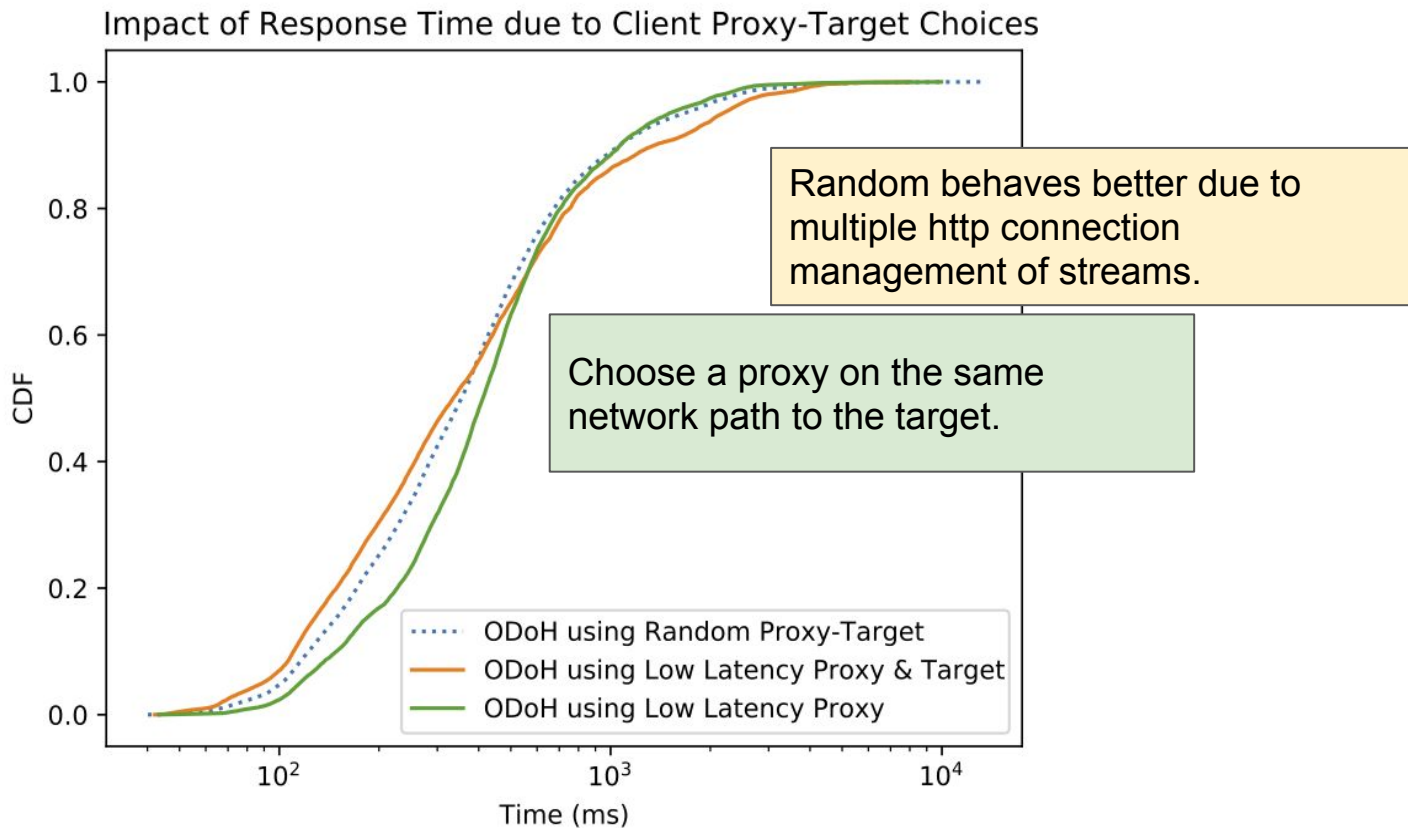 Impact of Response Time due to Client Proxy-Target Choices
1.0
0.8
0.6
0.4
0.2
0.0
CDF
Random behaves better due to
multiple http connection
management of streams.
Choose a proxy on the same
network path to the target.
ODoH using Random Proxy-Target
ODoH using Low Latency Proxy & Target
ODoH using Low Latency Proxy
10²
10³
10⁴
Time (ms)